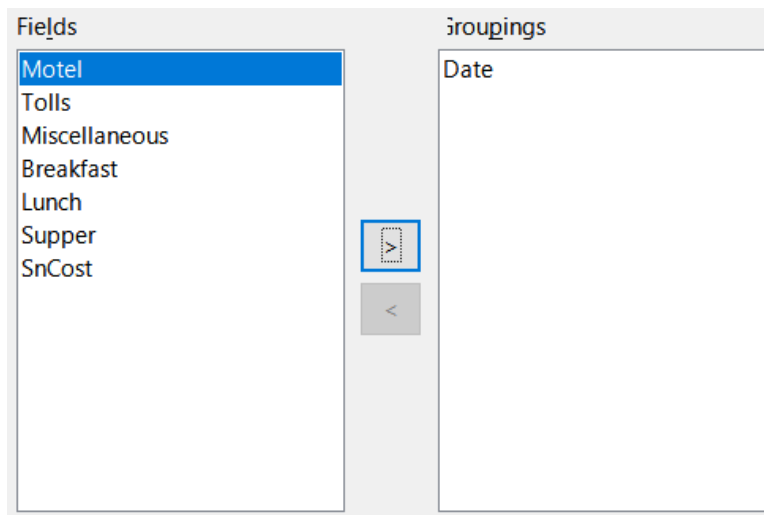 Fields
Groupings
Motel
Tolls
Miscellaneous
Breakfast
Lunch
Supper
SnCost
>
<
Date